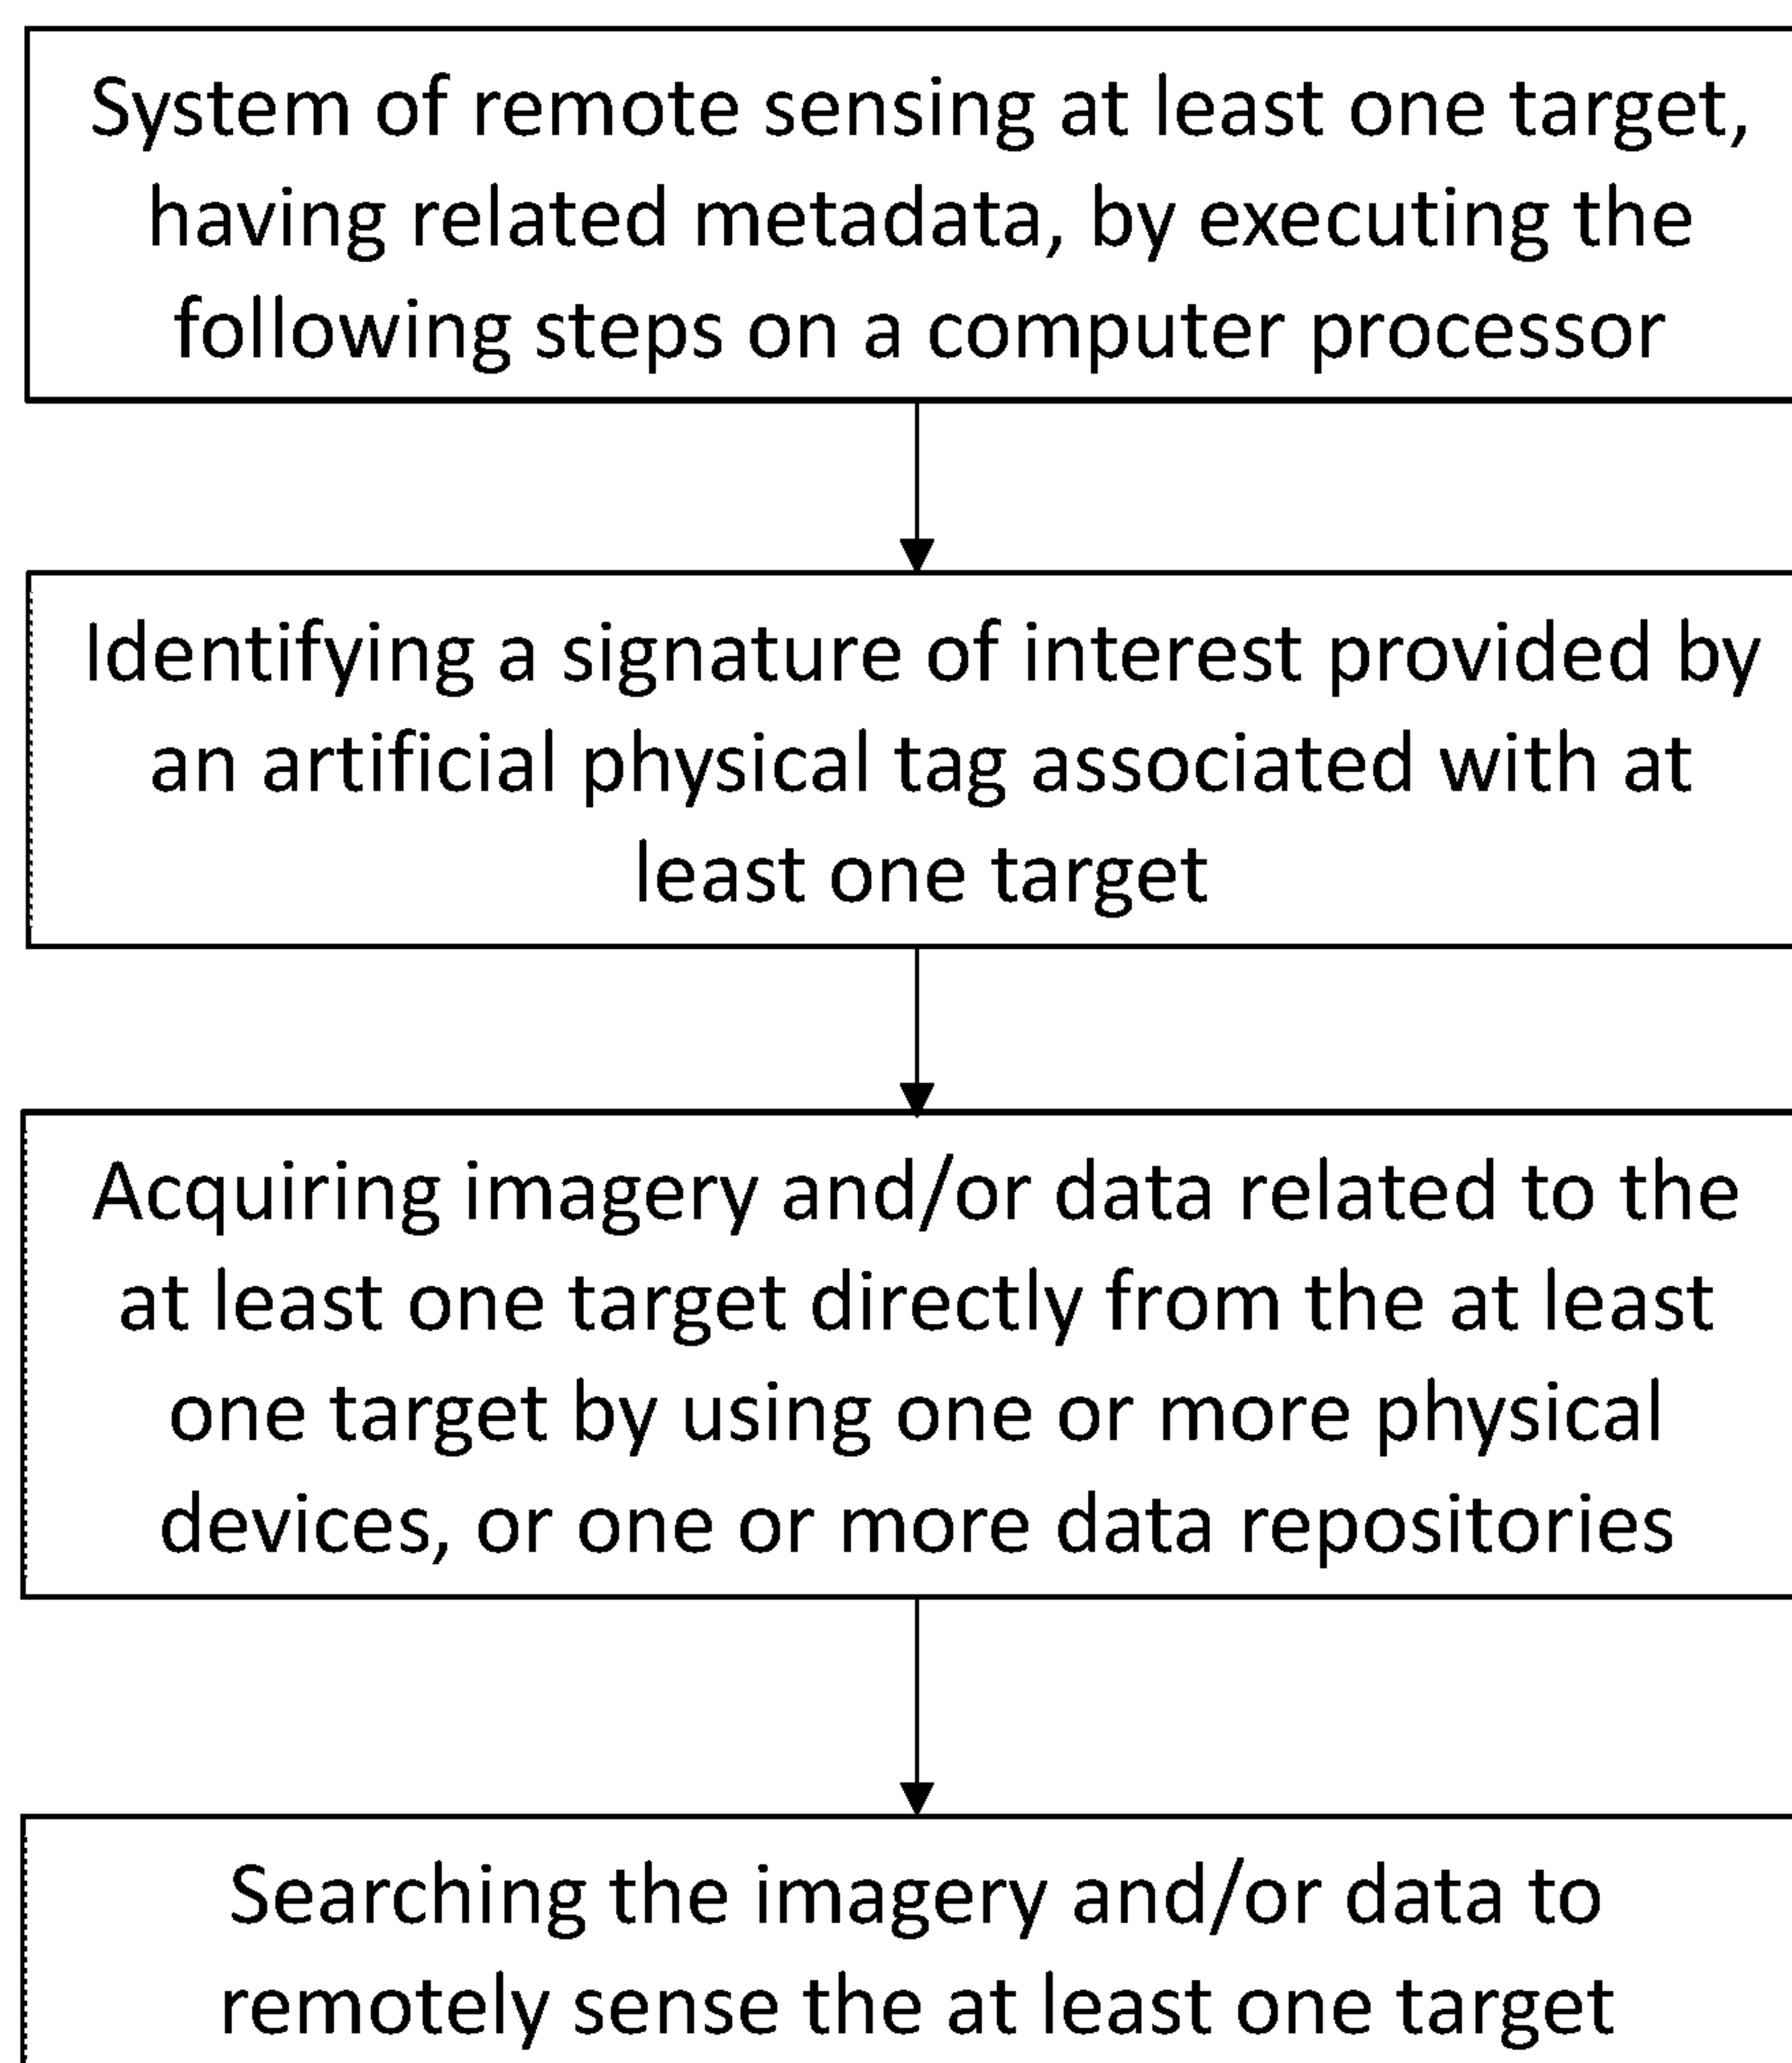 System of remote sensing at least one target,
having related metadata, by executing the
following steps on a computer processor
Identifying a signature of interest provided by
an artificial physical tag associated with at
least one target
Acquiring imagery and/or data related to the
at least one target directly from the at least
one target by using one or more physical
devices, or one or more data repositories
Searching the imagery and/or data to
remotely sense the at least one target